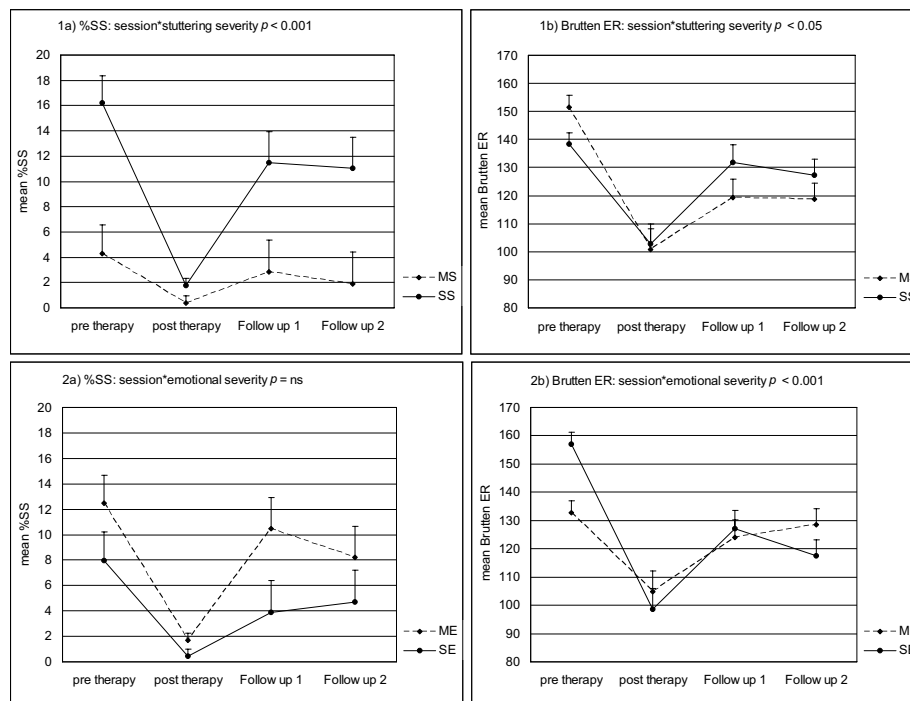 1a) %SS: session*stuttering severity p < 0.001
20
18
16
14
12
10
8
6
4
2
0
mean %SS
pre therapy post therapy Follow up 1 Follow up 2
MS
SS
1b) Brutten ER: session*stuttering severity p < 0.05
170
160
150
140
130
120
110
100
90
80
mean Brutten ER
pre therapy post therapy Follow up 1 Follow up 2
M
SS
2a) %SS: session*emotional severity p = ns
20
18
16
14
12
10
8
6
4
2
0
mean %SS
pre therapy post therapy Follow up 1 Follow up 2
ME
SE
2b) Brutten ER: session*emotional severity p < 0.001
170
160
150
140
130
120
110
100
90
80
mean Brutten ER
pre therapy post therapy Follow up 1 Follow up 2
M
SE